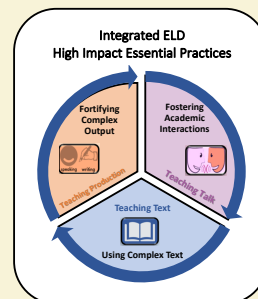 Integrated ELD
High Impact Essential Practices
Fortifying
Complex
Output
speaking writing
Teaching Production
Fostering
Academic
Interactions
Teaching Talk
Teaching Text
Using Complex Text